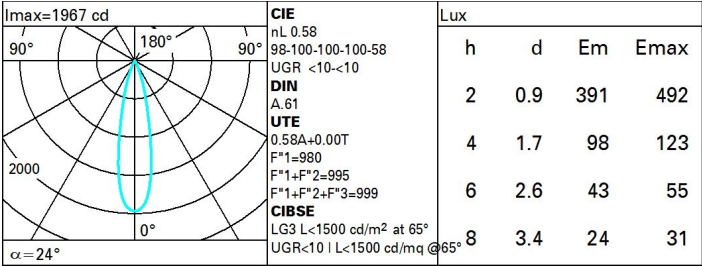 Imax=1967 cd
90°
180°
90°
2000
0°
α=24°
CIE
nL 0.58
98-100-100-100-58
UGR <10-<10
DIN
A.61
UTE
0.58A+0.00T
F"1=980
F"1+F"2=995
F"1+F"2+F"3=999
CIBSE
LG3 L<1500 cd/m² at 65°
UGR<10 | L<1500 cd/mq @65°
Lux
h d Em Emax
2 0.9 391 492
4 1.7 98 123
6 2.6 43 55
8 3.4 24 31